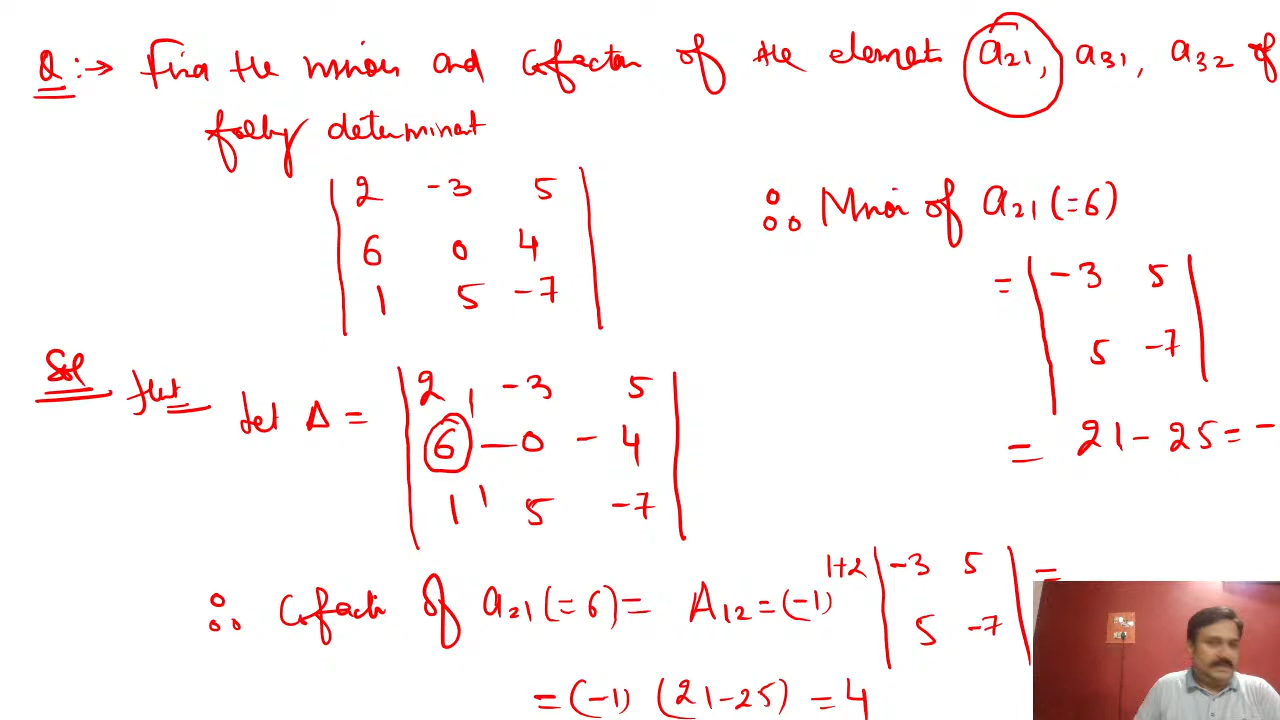 Q :→ Find the minor and cofactor of the element a21, a31, a32 of
determinant
2 -3 5
6 0 4
1 5 -7
Sol
let Δ =
2 -3 5
6 0 4
1 5 -7
∴ Minor of a21 (=6)
= | -3 5
5 -7 |
= 21 - 25 = -
∴ Cofactor of a21 (=6) = A12 = (-1)^1+2 | -3 5 | =
5 -7
= (-1) (21-25) = 4